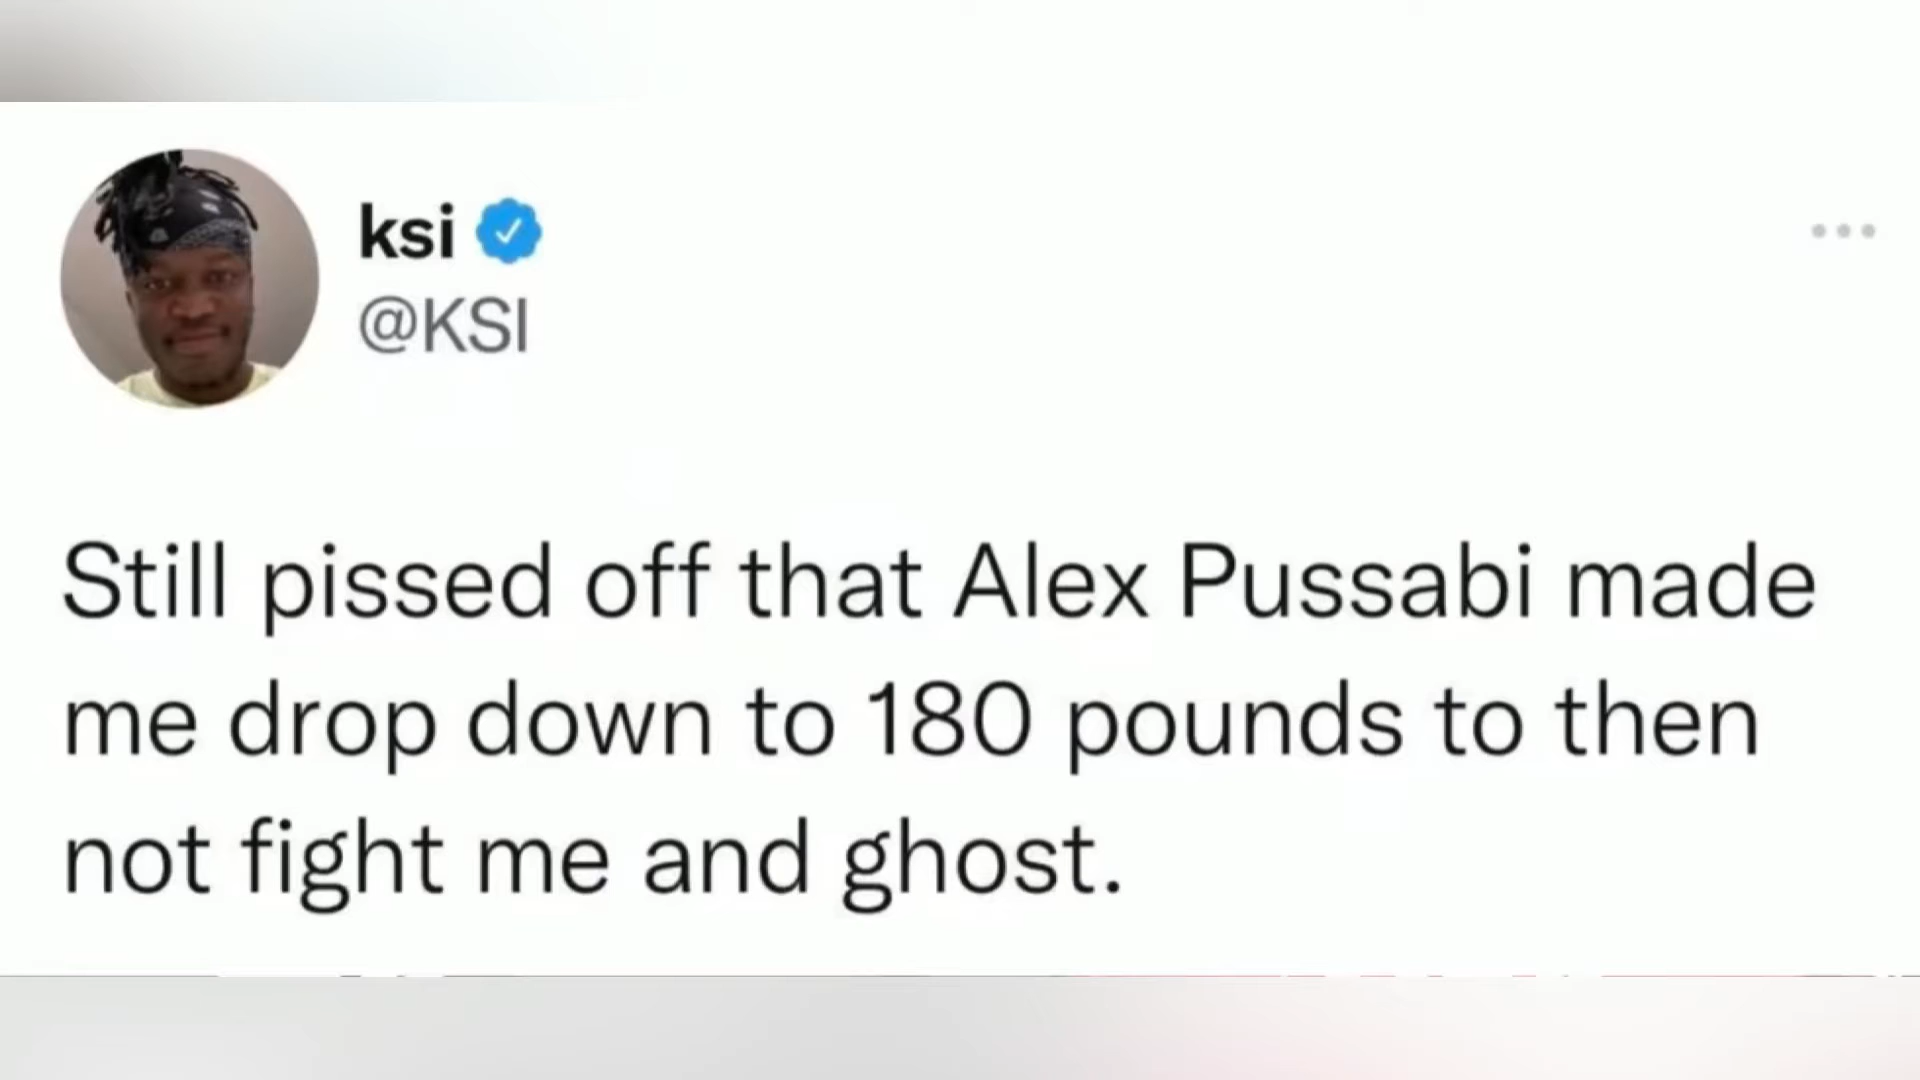 ksi
@KSI
Still pissed off that Alex Pussabi made
me drop down to 180 pounds to then
not fight me and ghost.